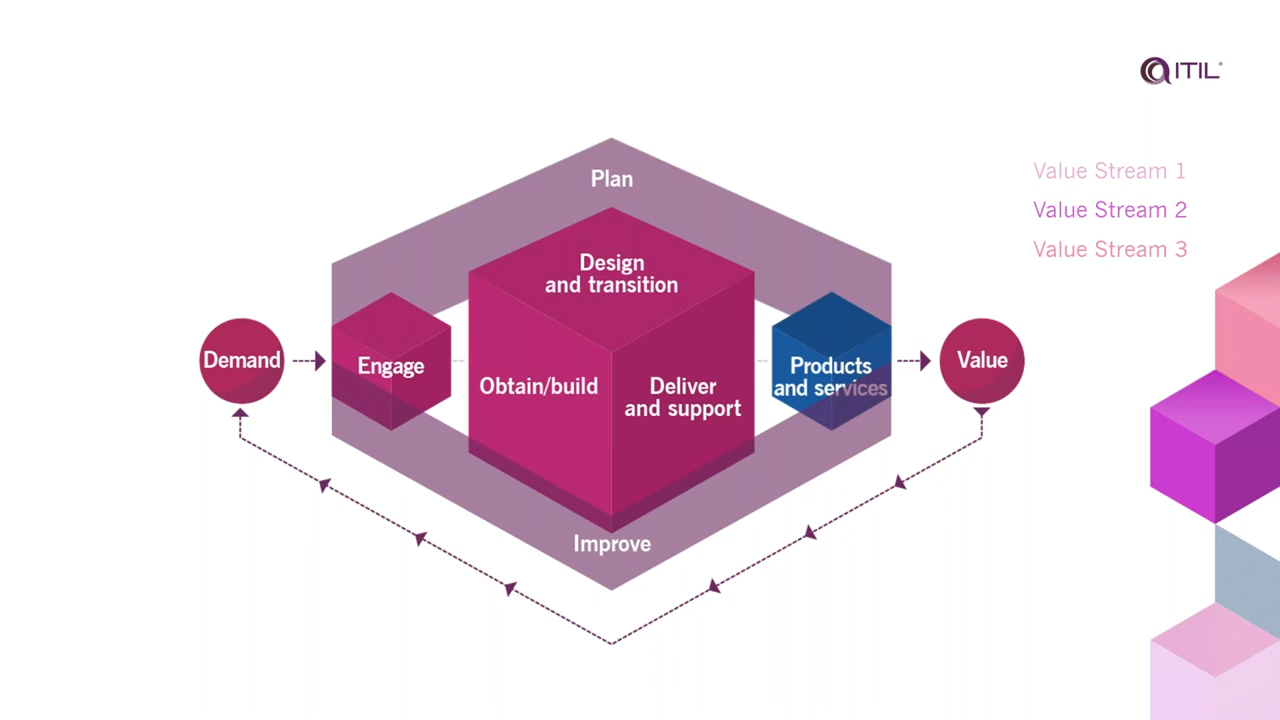 ITIL
Plan
Value Stream 1
Value Stream 2
Value Stream 3
Design
and transition
Demand
Engage
Obtain/build
Deliver
and support
Products
and services
Value
Improve